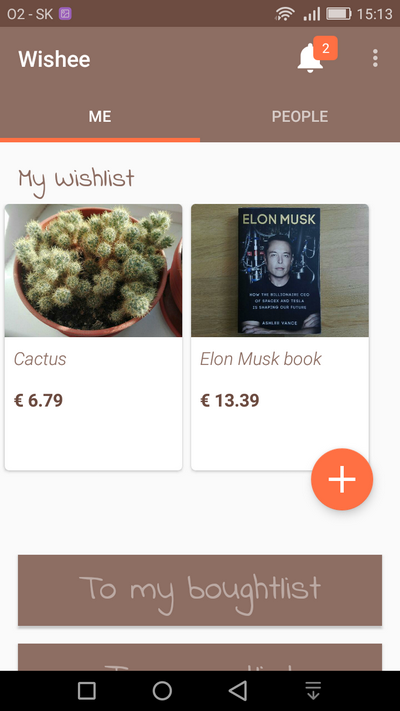 O2 - SK 15:13
Wishee 2
ME PEOPLE
My wishlist
ELON MUSK
HOW THE BILLIONAIRE CEO
OF SPACEX AND TESLA
IS SHAPING OUR FUTURE
ASHLEE VANCE
Cactus Elon Musk book
€ 6.79 € 13.39
To my boughtlist